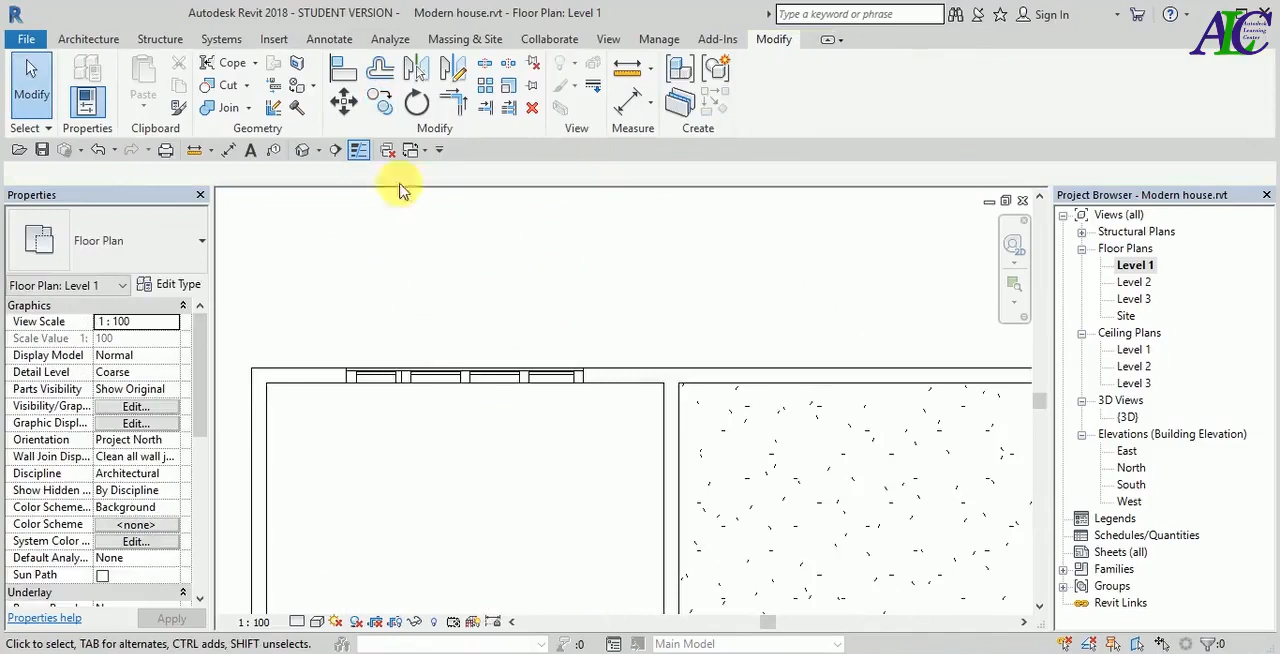 Autodesk Revit 2018 - STUDENT VERSION - Modern house.rvt - Floor Plan: Level 1
Type a keyword or phrase
Sign In
ALC
Autodesk
Learning
Center
File Architecture Structure Systems Insert Annotate Analyze Massing & Site View Manage Add-Ins Modify
Modify
Paste
Cope
Cut
Join
Select Properties Clipboard Geometry Modify View Measure Create
Properties
Floor Plan
Floor Plan: Level 1 Edit Type
Graphics
View Scale 1 : 100
Scale Value 1: 100
Display Model Normal
Detail Level Coarse
Parts Visibility Show Original
Visibility/Grap... Edit...
Graphic Displ... Edit...
Orientation Project North
Wall Join Disp... Clean all wall j...
Discipline Architectural
Show Hidden ... By Discipline
Color Scheme... Background
Color Scheme <none>
System Color ... Edit...
Default Analy... None
Sun Path
Underlay
Properties help Apply
2D
1 : 100
Project Browser - Modern house.rvt
Views (all)
Structural Plans
Floor Plans
Level 1
Level 2
Level 3
Site
Ceiling Plans
Level 1
Level 2
Level 3
3D Views
{3D}
Elevations (Building Elevation)
East
North
South
West
Legends
Schedules/Quantities
Sheets (all)
Families
Groups
Revit Links
Click to select, TAB for alternates, CTRL adds, SHIFT unselects.
:0
Main Model
:0